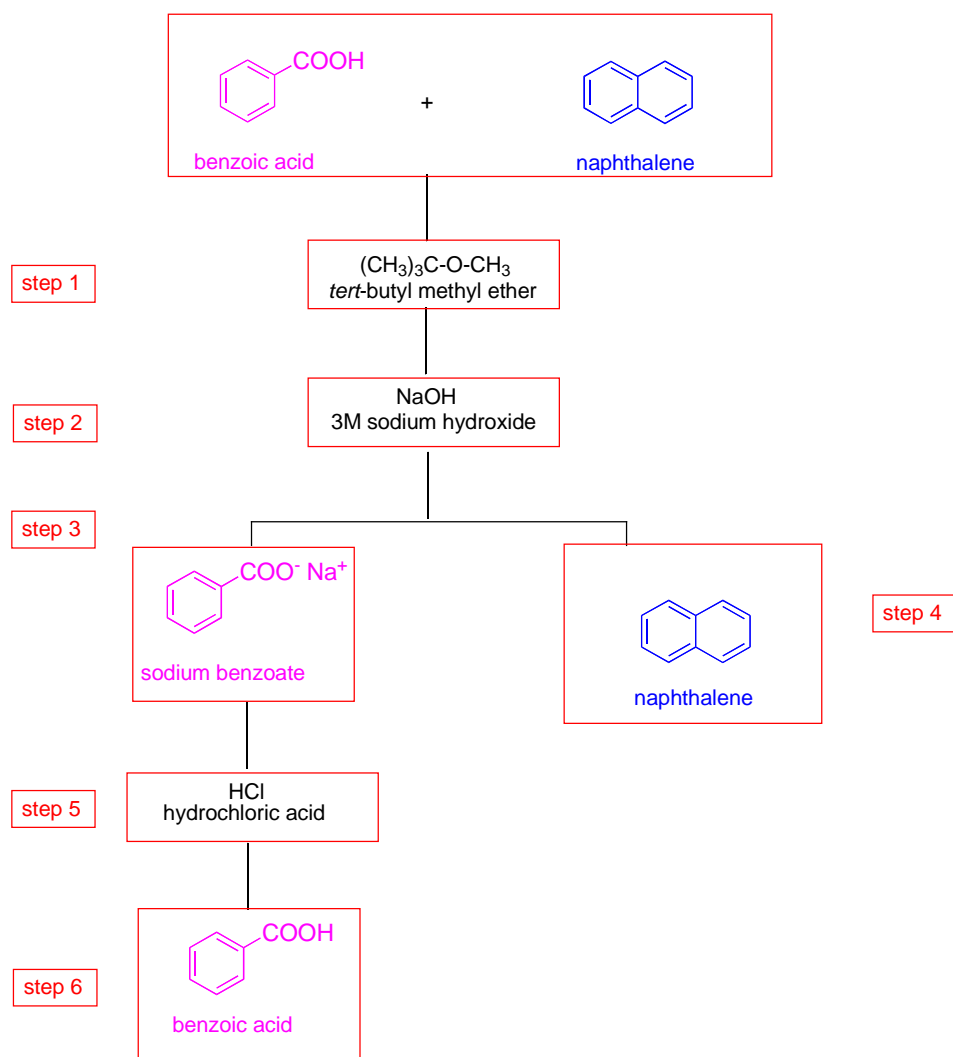 COOH
+
benzoic acid
naphthalene
step 1
(CH₃)₃C-O-CH₃
tert-butyl methyl ether
step 2
NaOH
3M sodium hydroxide
step 3
COO⁻ Na⁺
sodium benzoate
step 4
naphthalene
step 5
HCl
hydrochloric acid
COOH
step 6
benzoic acid